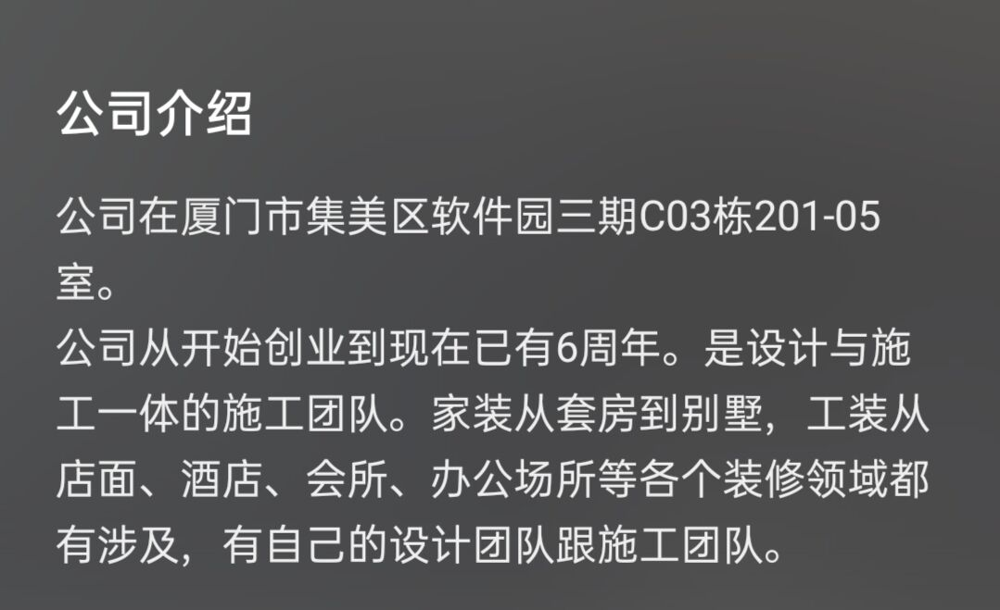 公司介绍
公司在厦门市集美区软件园三期C03栋201-05
室。
公司从开始创业到现在已有6周年。是设计与施
工一体的施工团队。家装从套房到别墅，工装从
店面、酒店、会所、办公场所等各个装修领域都
有涉及，有自己的设计团队跟施工团队。